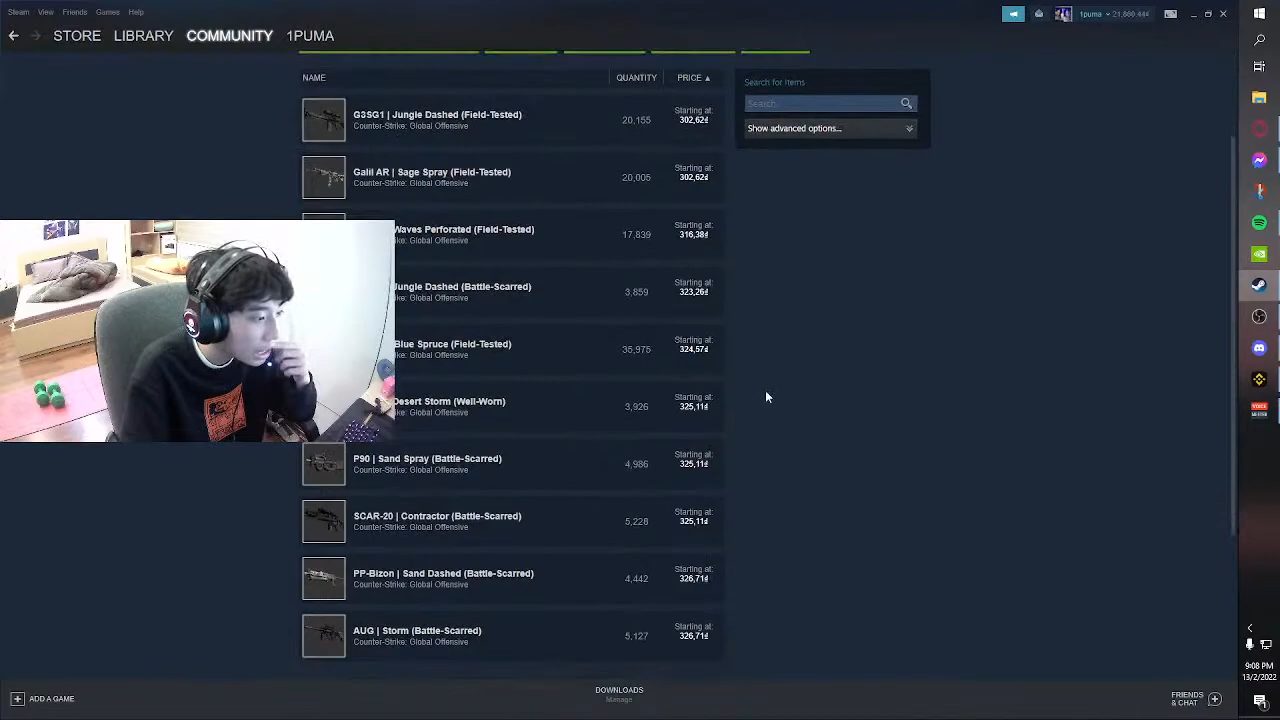 Steam View Friends Games Help
1puma 21,860.44₫
STORE LIBRARY COMMUNITY 1PUMA
NAME QUANTITY PRICE ▲
Search for items
Search...
Show advanced options...
G3SG1 | Jungle Dashed (Field-Tested)
Counter-Strike: Global Offensive
20,155
Starting at:
302,62₫
Galil AR | Sage Spray (Field-Tested)
Counter-Strike: Global Offensive
20,005
Starting at:
302,62₫
Waves Perforated (Field-Tested)
Global Offensive
17,839
Starting at:
316,38₫
Jungle Dashed (Battle-Scarred)
Global Offensive
3,859
Starting at:
323,26₫
Blue Spruce (Field-Tested)
Global Offensive
35,975
Starting at:
324,57₫
Desert Storm (Well-Worn)
Global Offensive
3,926
Starting at:
325,11₫
P90 | Sand Spray (Battle-Scarred)
Counter-Strike: Global Offensive
4,986
Starting at:
325,11₫
SCAR-20 | Contractor (Battle-Scarred)
Counter-Strike: Global Offensive
5,228
Starting at:
325,11₫
PP-Bizon | Sand Dashed (Battle-Scarred)
Counter-Strike: Global Offensive
4,442
Starting at:
326,71₫
AUG | Storm (Battle-Scarred)
Counter-Strike: Global Offensive
5,127
Starting at:
326,71₫
ADD A GAME
DOWNLOADS
Manage
FRIENDS
& CHAT
VOICE
MEETER
9:08 PM
13/2/2022